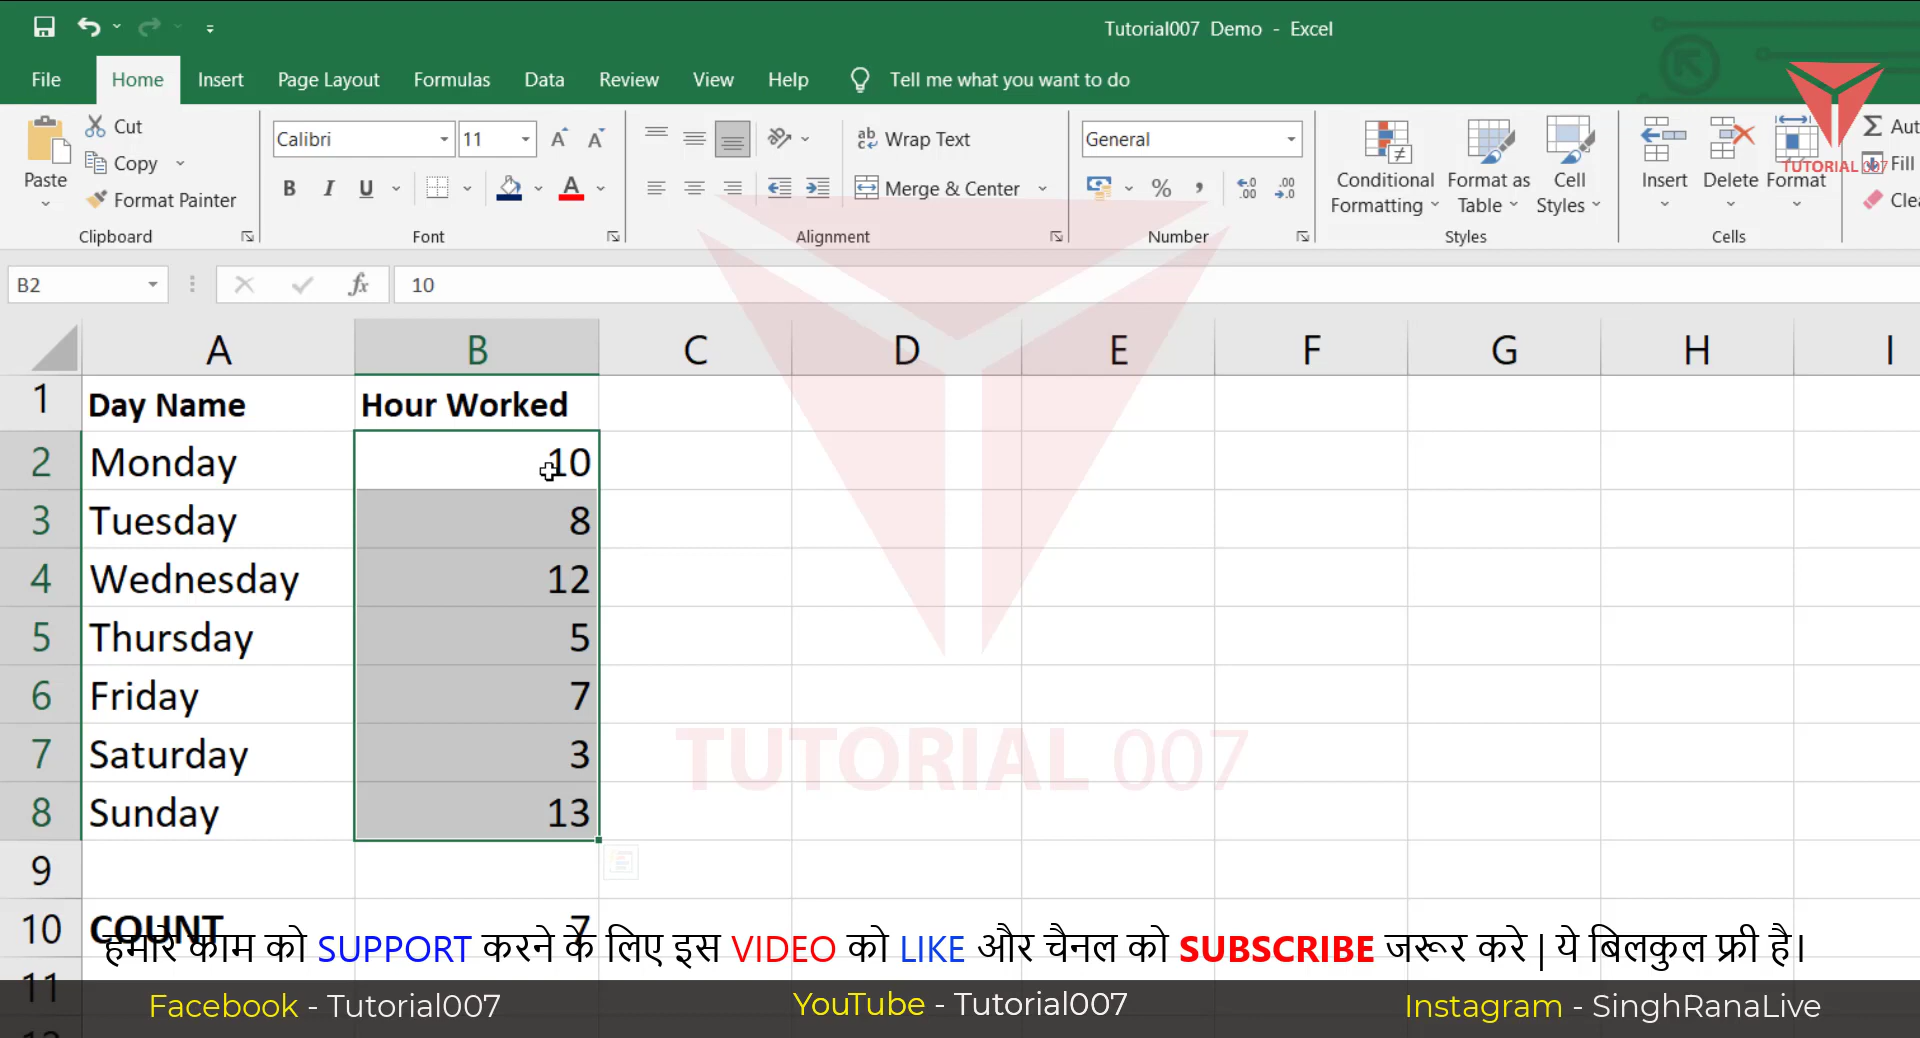 Tutorial007 Demo - Excel
File Home Insert Page Layout Formulas Data Review View Help Tell me what you want to do
Cut
Copy
Format Painter
Paste
Clipboard
Calibri 11
B I U A
Font
Wrap Text
Merge & Center
Alignment
General
%
Number
Conditional Formatting
Format as Table
Cell Styles
Styles
Insert Delete Format
Cells
Fill
TUTORIAL 007
B2 fx 10
A B C D E F G H I
1 Day Name Hour Worked
2 Monday 10
3 Tuesday 8
4 Wednesday 12
5 Thursday 5
6 Friday 7
7 Saturday 3
8 Sunday 13
9
TUTORIAL 007
10 COUNT 7
हमारे काम को SUPPORT करने के लिए इस VIDEO को LIKE और चैनल को SUBSCRIBE जरूर करे | ये बिलकुल फ्री है।
11
Facebook - Tutorial007 YouTube - Tutorial007 Instagram - SinghRanaLive